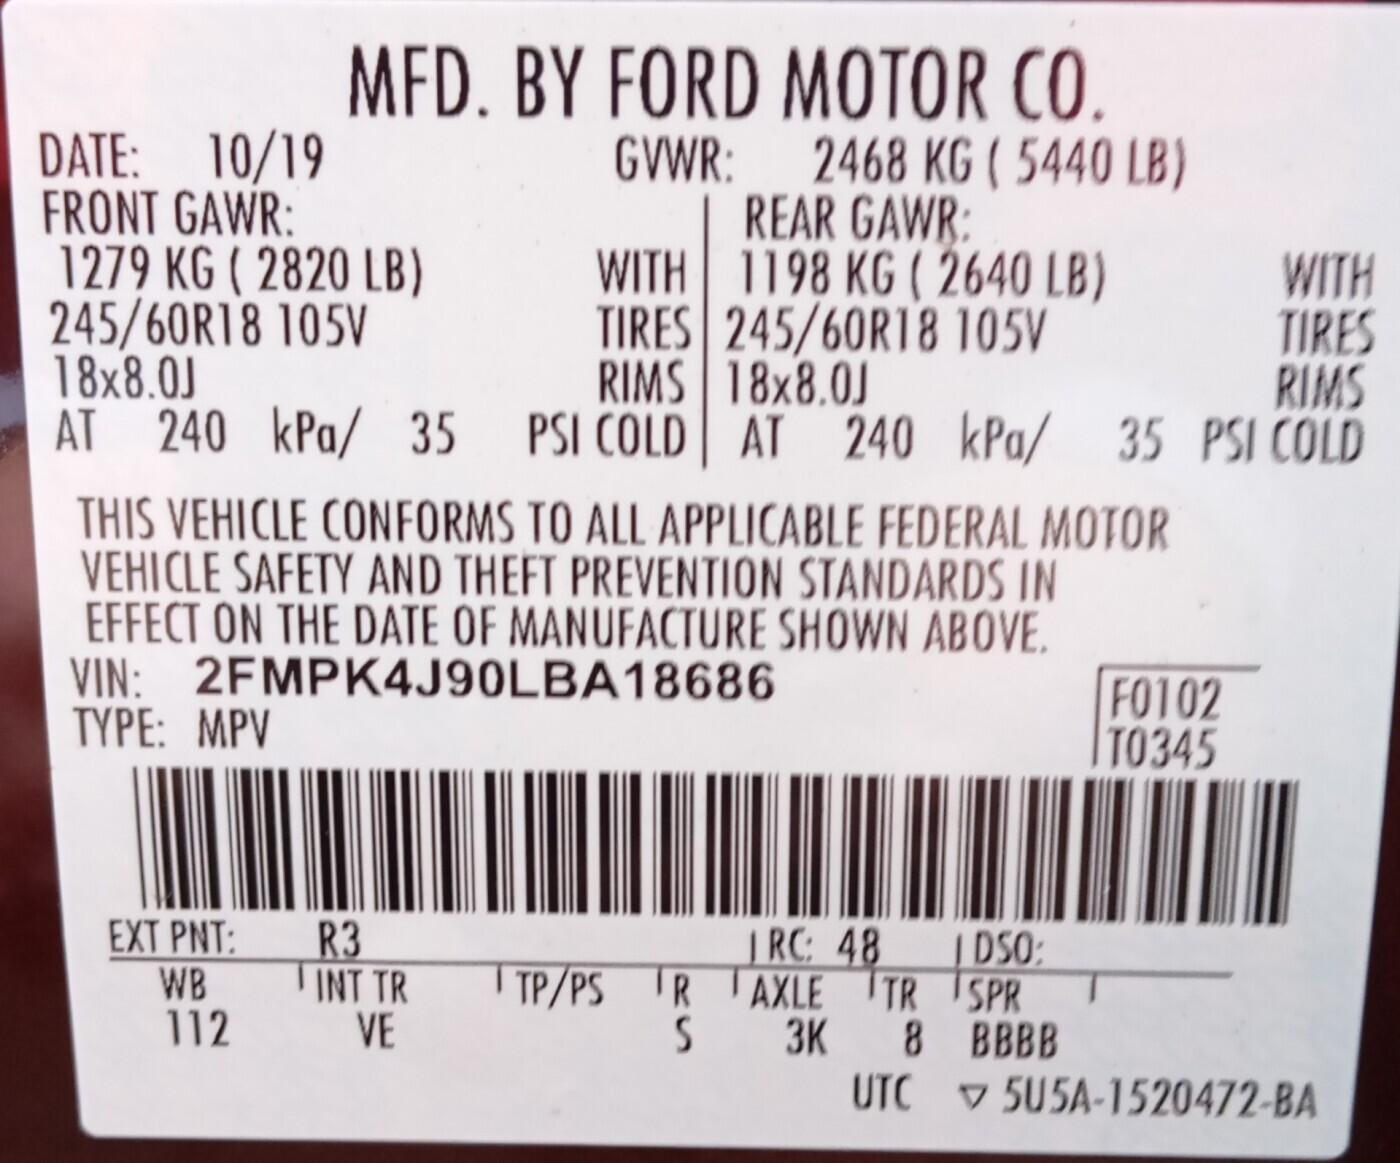 MFD. BY FORD MOTOR CO.
DATE: 10/19 GVWR: 2468 KG ( 5440 LB)
FRONT GAWR: REAR GAWR:
1279 KG ( 2820 LB) WITH 1198 KG ( 2640 LB) WITH
245/60R18 105V TIRES 245/60R18 105V TIRES
18x8.0J RIMS 18x8.0J RIMS
AT 240 kPa/ 35 PSI COLD AT 240 kPa/ 35 PSI COLD
THIS VEHICLE CONFORMS TO ALL APPLICABLE FEDERAL MOTOR
VEHICLE SAFETY AND THEFT PREVENTION STANDARDS IN
EFFECT ON THE DATE OF MANUFACTURE SHOWN ABOVE.
VIN: 2FMPK4J90LBA18686
TYPE: MPV
F0102
T0345
EXT PNT: R3 RC: 48 DSO:
WB INT TR TP/PS R AXLE TR SPR
112 VE S 3K 8 BBBB
UTC ▽ 5U5A-1520472-BA